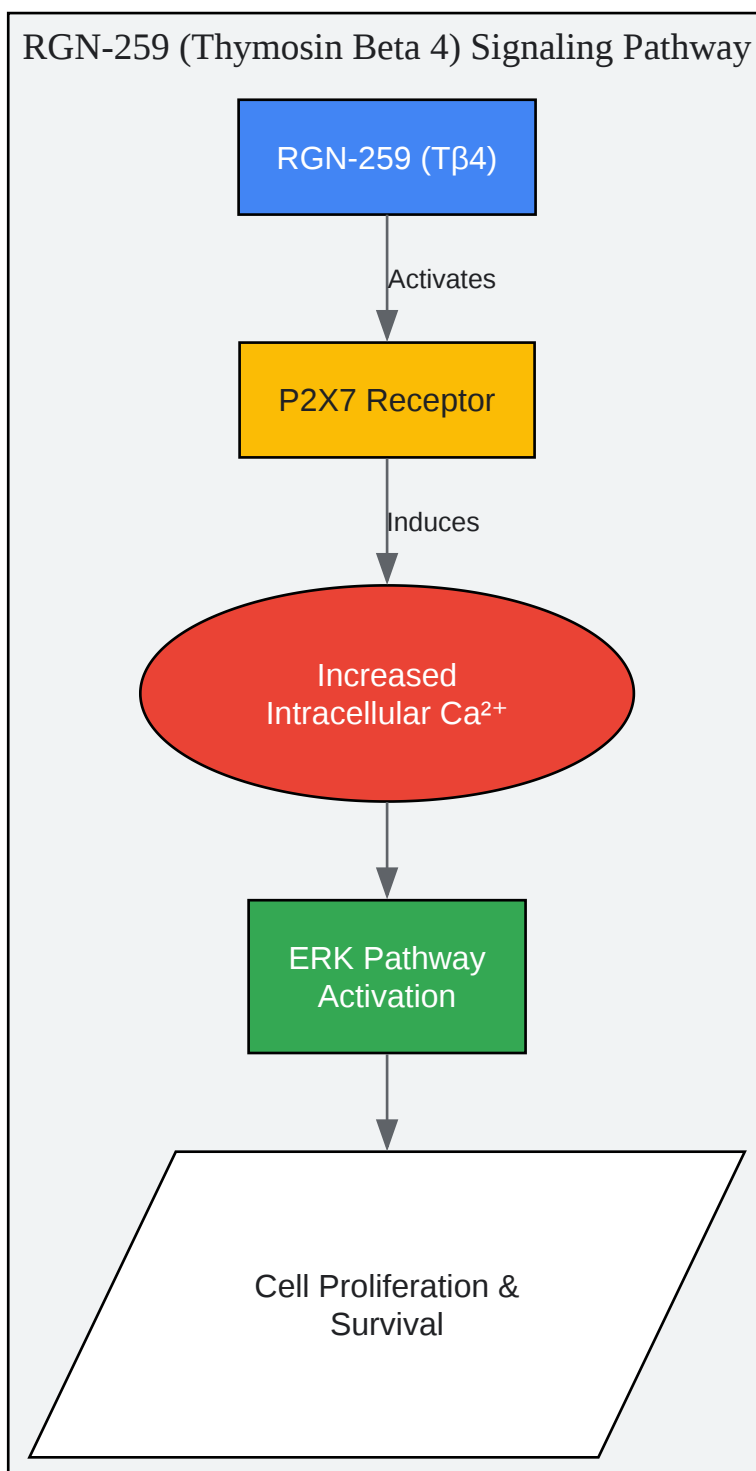 RGN-259 (Thymosin Beta 4) Signaling Pathway
RGN-259 (Tβ4)
Activates
P2X7 Receptor
Induces
Increased
Intracellular Ca²⁺
ERK Pathway
Activation
Cell Proliferation &
Survival